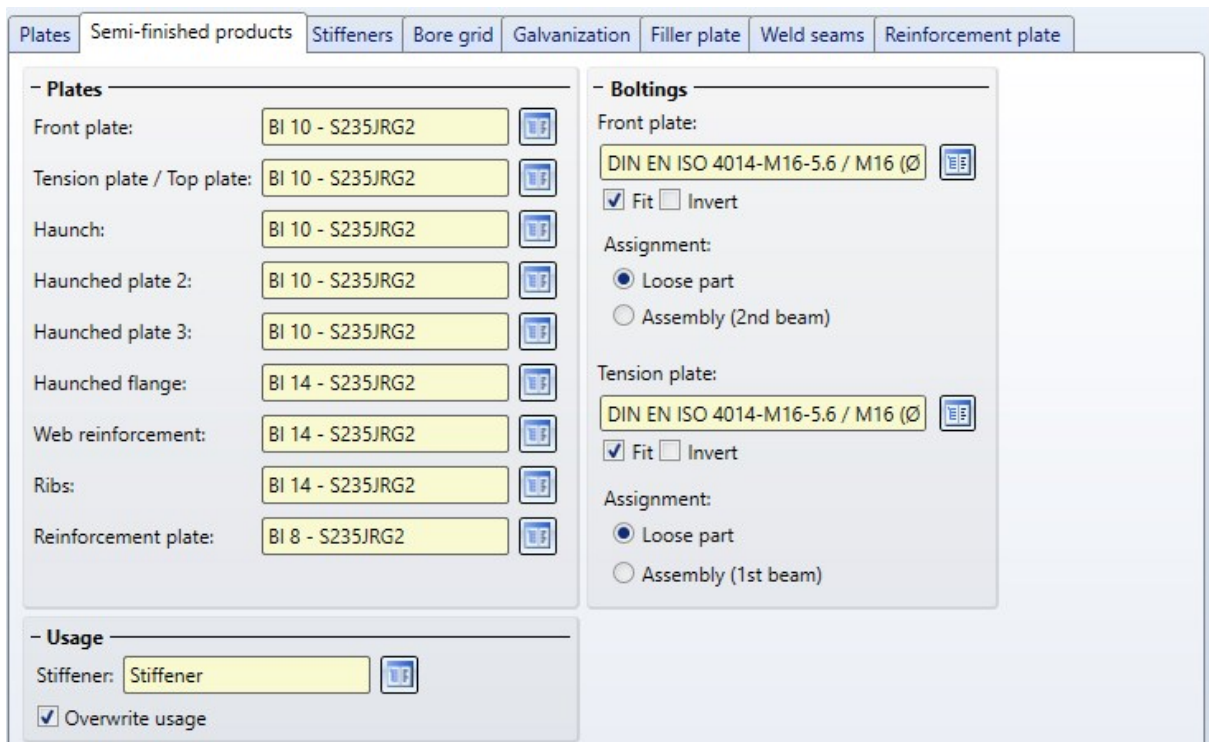 Plates Semi-finished products Stiffeners Bore grid Galvanization Filler plate Weld seams Reinforcement plate
Plates
Front plate: Bl 10 - S235JRG2
Tension plate / Top plate: Bl 10 - S235JRG2
Haunch: Bl 10 - S235JRG2
Haunched plate 2: Bl 10 - S235JRG2
Haunched plate 3: Bl 10 - S235JRG2
Haunched flange: Bl 14 - S235JRG2
Web reinforcement: Bl 14 - S235JRG2
Ribs: Bl 14 - S235JRG2
Reinforcement plate: Bl 8 - S235JRG2
Boltings
Front plate:
DIN EN ISO 4014-M16-5.6 / M16 (Ø
Fit Invert
Assignment:
Loose part
Assembly (2nd beam)
Tension plate:
DIN EN ISO 4014-M16-5.6 / M16 (Ø
Fit Invert
Assignment:
Loose part
Assembly (1st beam)
Usage
Stiffener: Stiffener
Overwrite usage